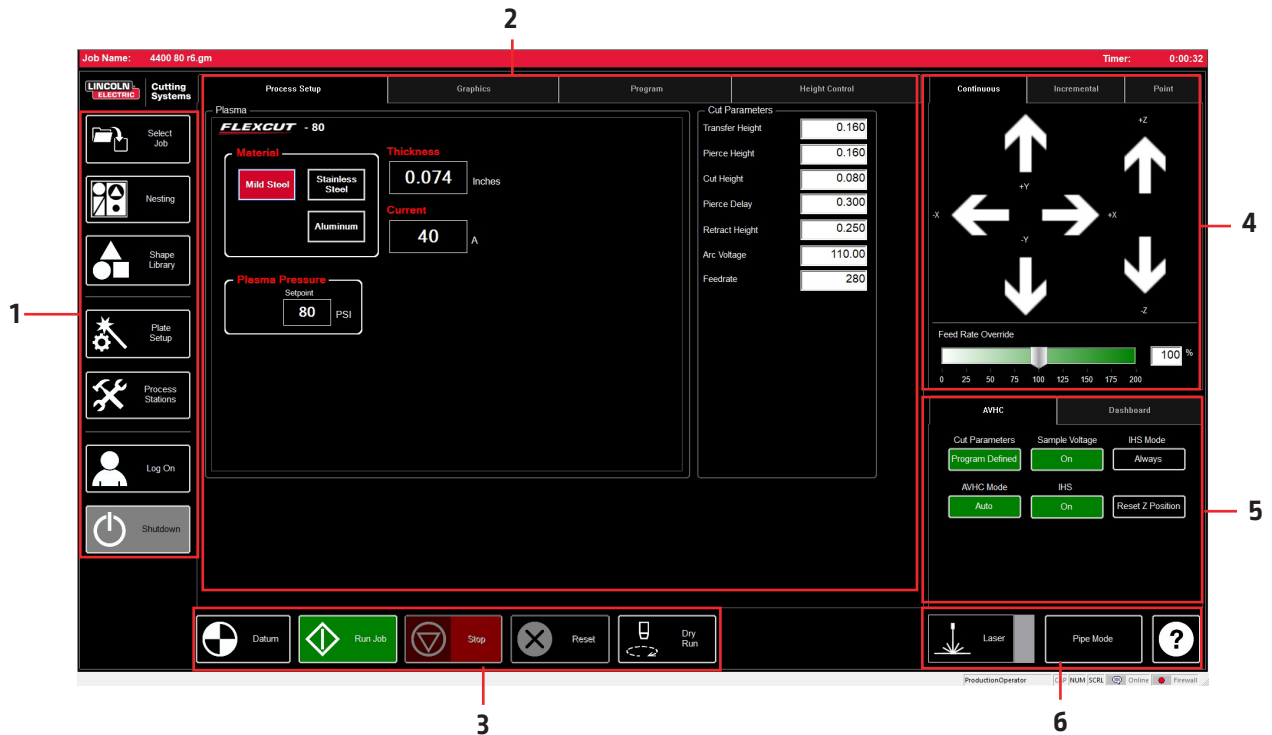 2
Job Name: 4400 80 r6.gm Timer: 0:00:32
LINCOLN ELECTRIC Cutting Systems
Process Setup Graphics Program Height Control
Continuous Incremental Point
1
Select Job
Nesting
Shape Library
Plate Setup
Process Stations
Log On
Shutdown
Plasma
FLEXCUT - 80
Material
Mild Steel
Stainless Steel
Aluminum
Thickness
0.074 Inches
Current
40 A
Plasma Pressure
Setpoint
80 PSI
Cut Parameters
Transfer Height 0.160
Pierce Height 0.160
Cut Height 0.080
Pierce Delay 0.300
Retract Height 0.250
Arc Voltage 110.00
Feedrate 280
+Z
+Y
-X +X
-Y
-Z
4
Feed Rate Override
100 %
0 25 50 75 100 125 150 175 200
AVHC Dashboard
Cut Parameters Sample Voltage IHS Mode
Program Defined On Always
AVHC Mode IHS
Auto On Reset Z Position
5
Datum
Run Job
Stop
Reset
Dry Run
Laser
Pipe Mode
?
ProductionOperator CAP NUM SCRL Online Firewall
3
6